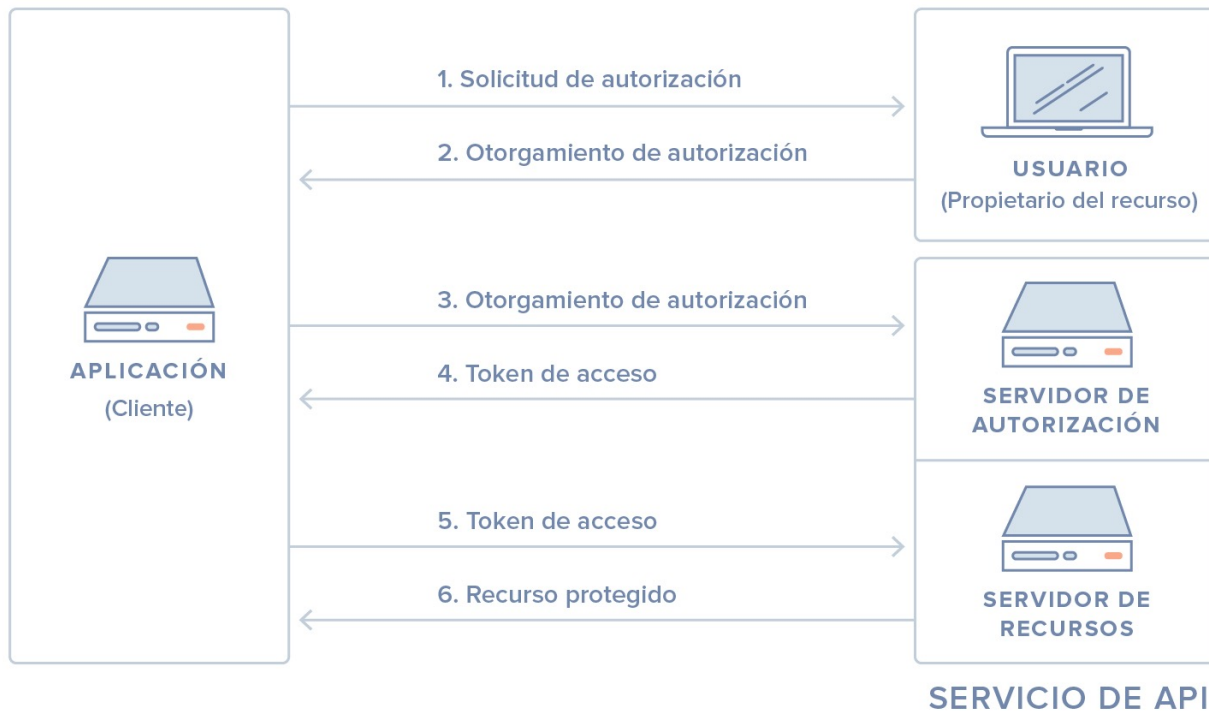 1. Solicitud de autorización
2. Otorgamiento de autorización
USUARIO
(Propietario del recurso)
3. Otorgamiento de autorización
APLICACIÓN
(Cliente)
4. Token de acceso
SERVIDOR DE
AUTORIZACIÓN
5. Token de acceso
6. Recurso protegido
SERVIDOR DE
RECURSOS
SERVICIO DE API